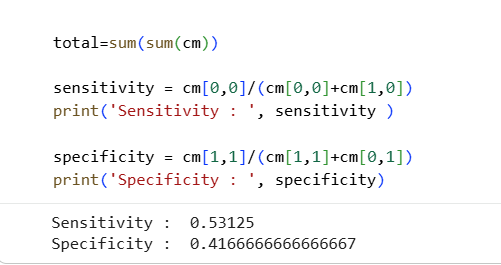 total=sum(sum(cm))
sensitivity = cm[0,0]/(cm[0,0]+cm[1,0])
print('Sensitivity : ', sensitivity )
specificity = cm[1,1]/(cm[1,1]+cm[0,1])
print('Specificity : ', specificity)
Sensitivity :  0.53125
Specificity :  0.4166666666666667